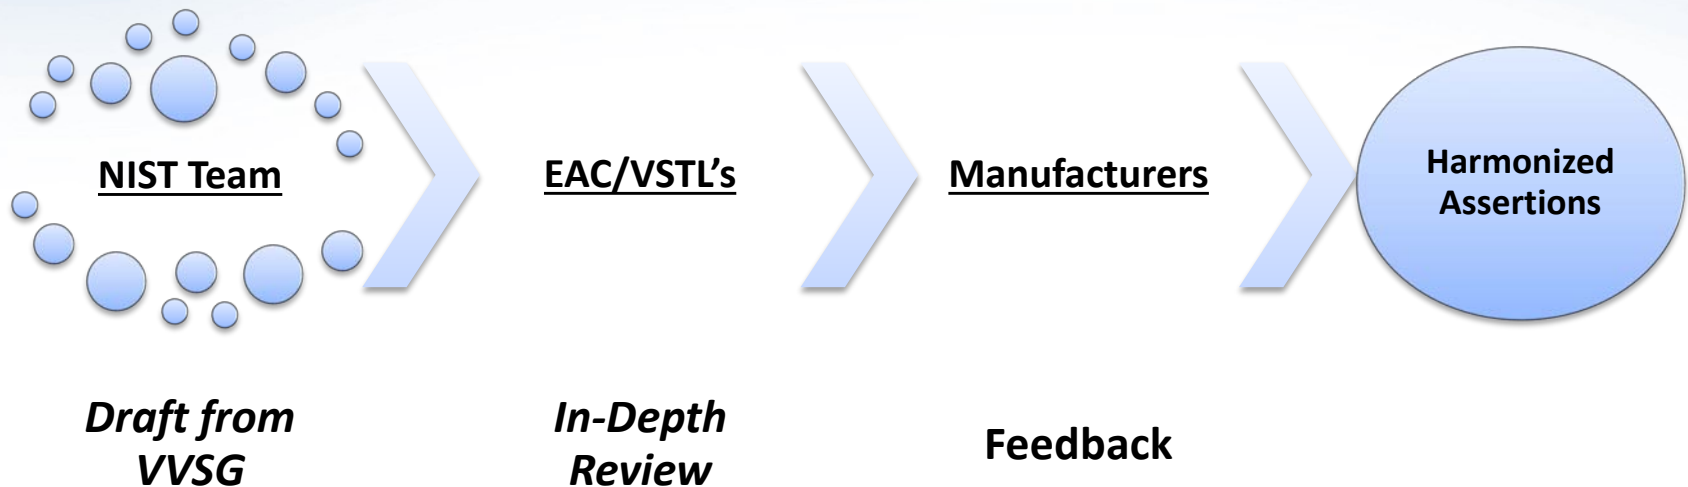 NIST Team
EAC/VSTL's
Manufacturers
Harmonized
Assertions
Draft from
VVSG
In-Depth
Review
Feedback